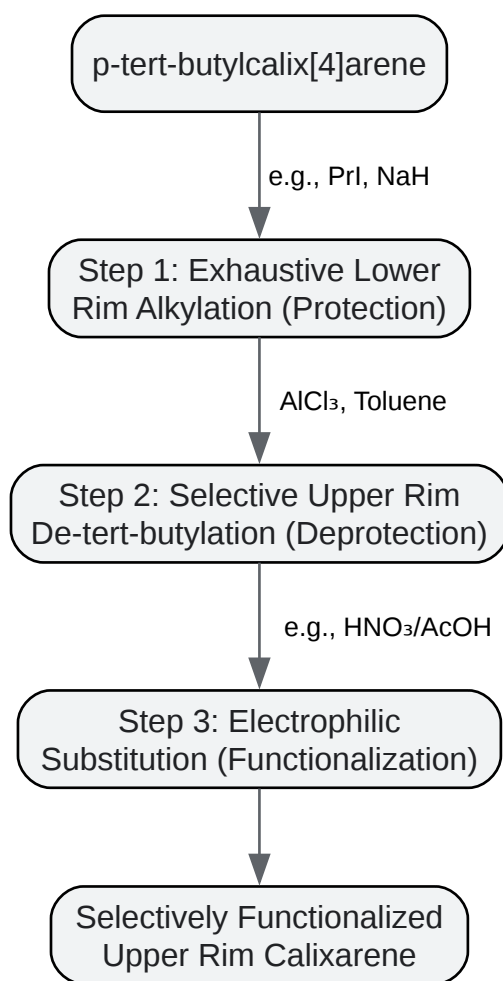 p-tert-butylcalix[4]arene
e.g., PrI, NaH
Step 1: Exhaustive Lower
Rim Alkylation (Protection)
AlCl₃, Toluene
Step 2: Selective Upper Rim
De-tert-butylation (Deprotection)
e.g., HNO₃/AcOH
Step 3: Electrophilic
Substitution (Functionalization)
Selectively Functionalized
Upper Rim Calixarene